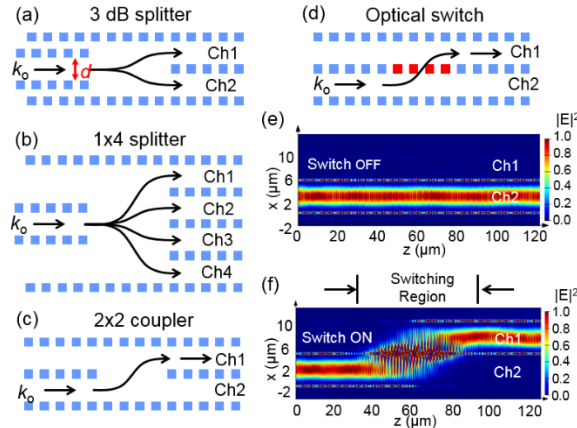 (a) 3 dB splitter
kₒ d Ch1
Ch2
(b) 1x4 splitter
Ch1
kₒ Ch2
Ch3
Ch4
(c) 2x2 coupler
Ch1
kₒ Ch2
(d) Optical switch
Ch1
kₒ Ch2
(e) |E|²
x (μm)
14
10
6
2
-2
Switch OFF Ch1
Ch2
0 20 40 60 80 100 120
z (μm)
1.0
0.8
0.6
0.4
0.2
0.0
Switching
Region
(f) |E|²
x (μm)
14
10
6
2
-2
Switch ON Ch1
Ch2
0 20 40 60 80 100 120
z (μm)
1.0
0.8
0.6
0.4
0.2
0.0